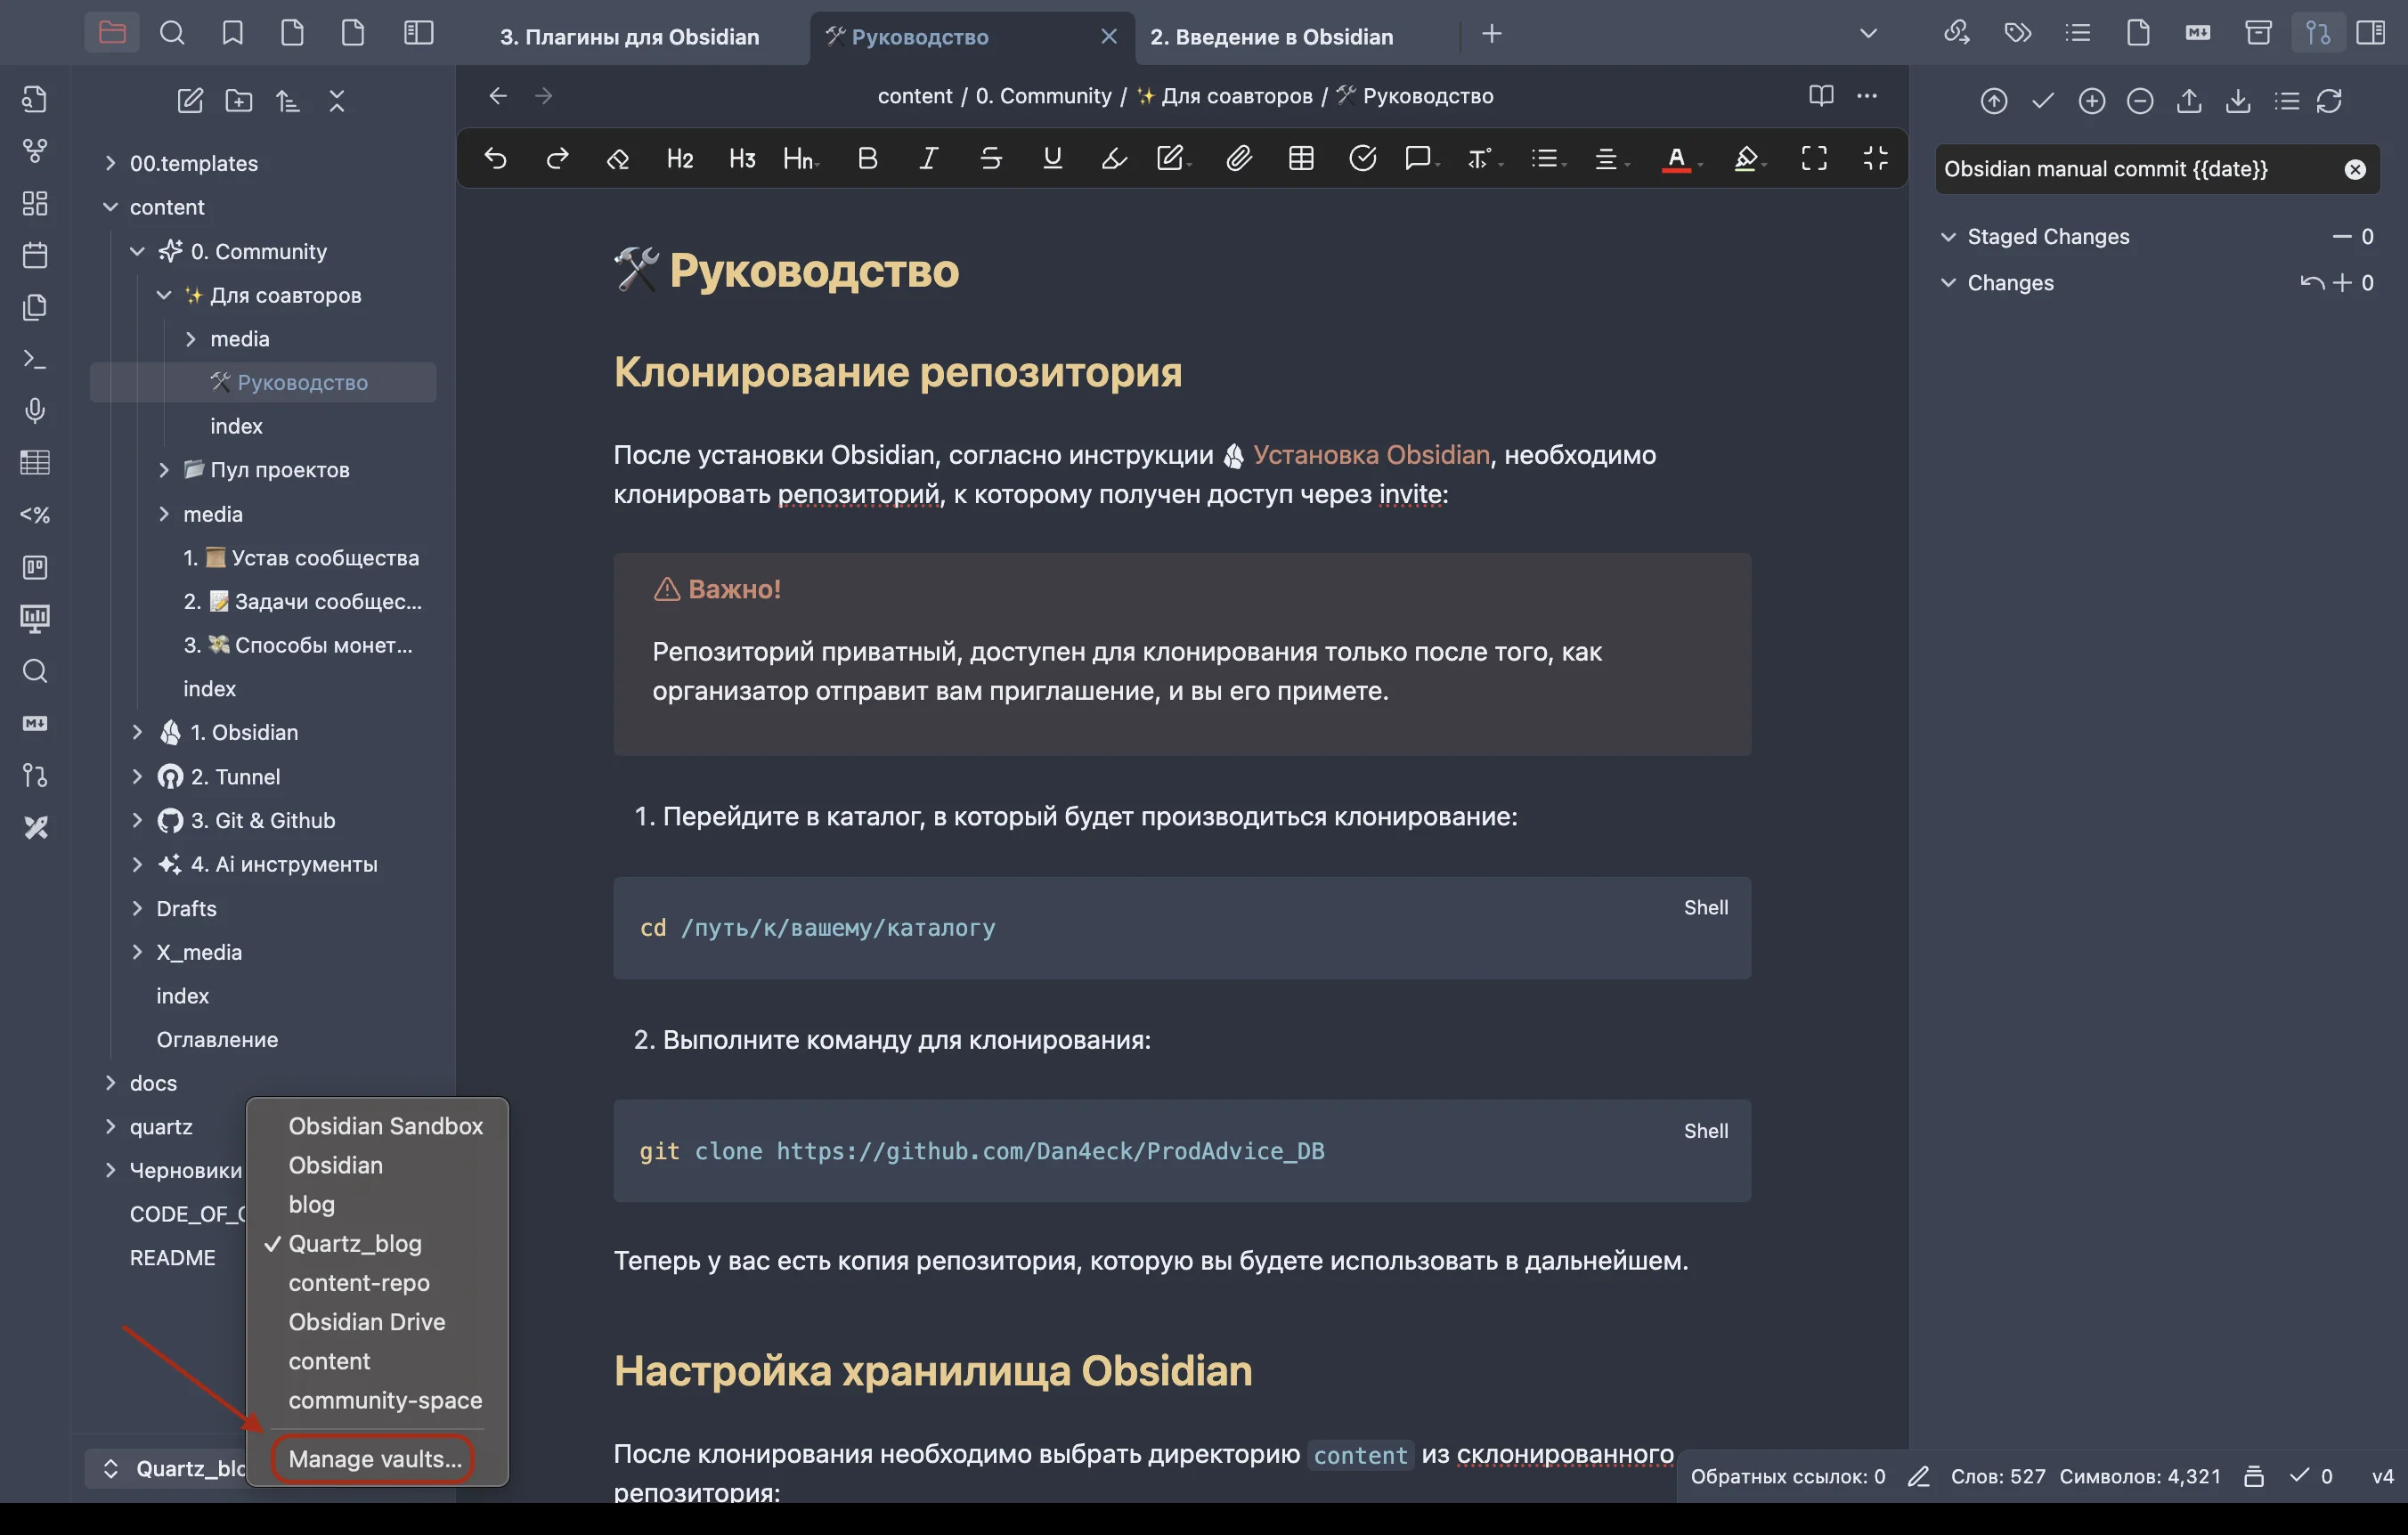 3. Плагины для Obsidian
🛠 Руководство
2. Введение в Obsidian
content / 0. Community / ✨ Для соавторов / 🛠 Руководство
H2 H3 Hn B I S U A
Obsidian manual commit {{date}}
Staged Changes 0
Changes 0
00.templates
content
0. Community
✨ Для соавторов
media
🛠 Руководство
index
📁 Пул проектов
media
1. 📜 Устав сообщества
2. 📝 Задачи сообщес...
3. 💸 Способы монет...
index
1. Obsidian
2. Tunnel
3. Git & Github
4. Ai инструменты
Drafts
X_media
index
Оглавление
docs
quartz
Черновики
CODE_OF_
README
Quartz_blo
Obsidian Sandbox
Obsidian
blog
✓ Quartz_blog
content-repo
Obsidian Drive
content
community-space
Manage vaults...
🛠 Руководство
Клонирование репозитория
После установки Obsidian, согласно инструкции Установка Obsidian, необходимо
клонировать репозиторий, к которому получен доступ через invite:
Важно!
Репозиторий приватный, доступен для клонирования только после того, как
организатор отправит вам приглашение, и вы его примете.
1. Перейдите в каталог, в который будет производиться клонирование:
Shell
cd /путь/к/вашему/каталогу
2. Выполните команду для клонирования:
Shell
git clone https://github.com/Dan4eck/ProdAdvice_DB
Теперь у вас есть копия репозитория, которую вы будете использовать в дальнейшем.
Настройка хранилища Obsidian
После клонирования необходимо выбрать директорию content из склонированного
репозитория:
Обратных ссылок: 0 Слов: 527 Символов: 4,321 0 v4